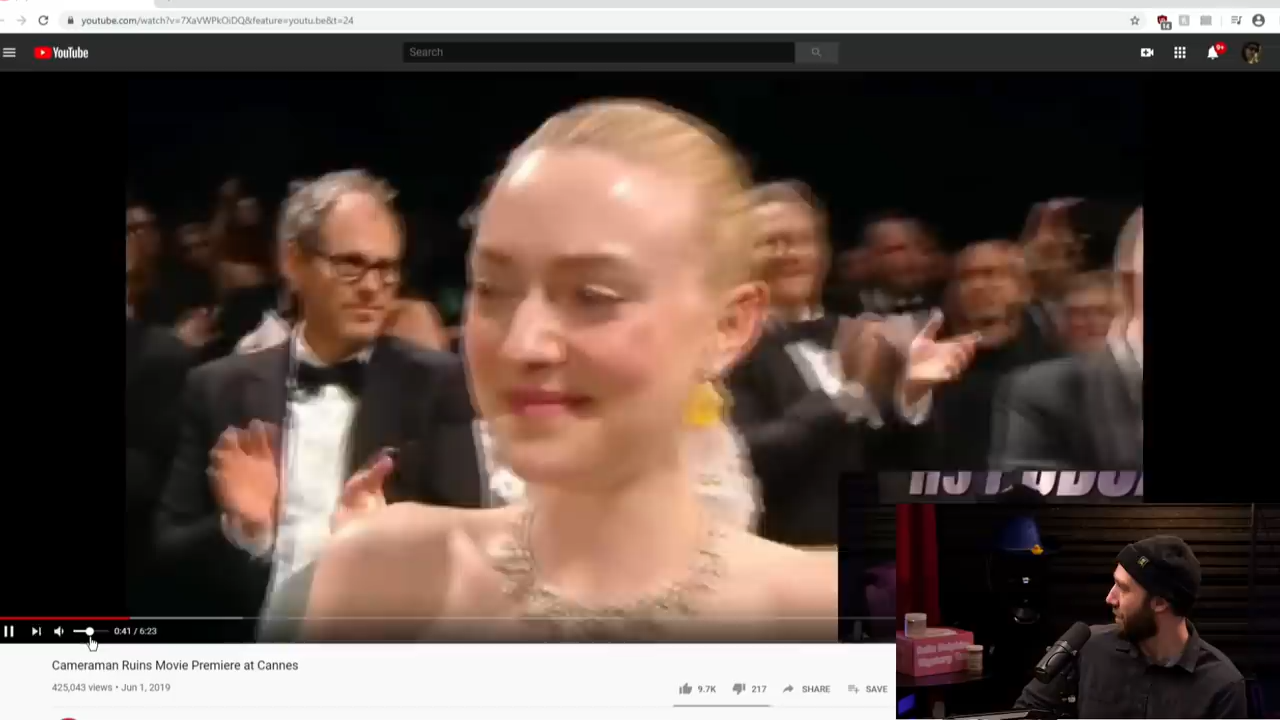 youtube.com/watch?v=7XaVWPkOiDQ&feature=youtu.be&t=24
14
YouTube
Search
9+
0:41 / 6:23
Cameraman Ruins Movie Premiere at Cannes
425,043 views • Jun 1, 2019
9.7K
217
SHARE
SAVE